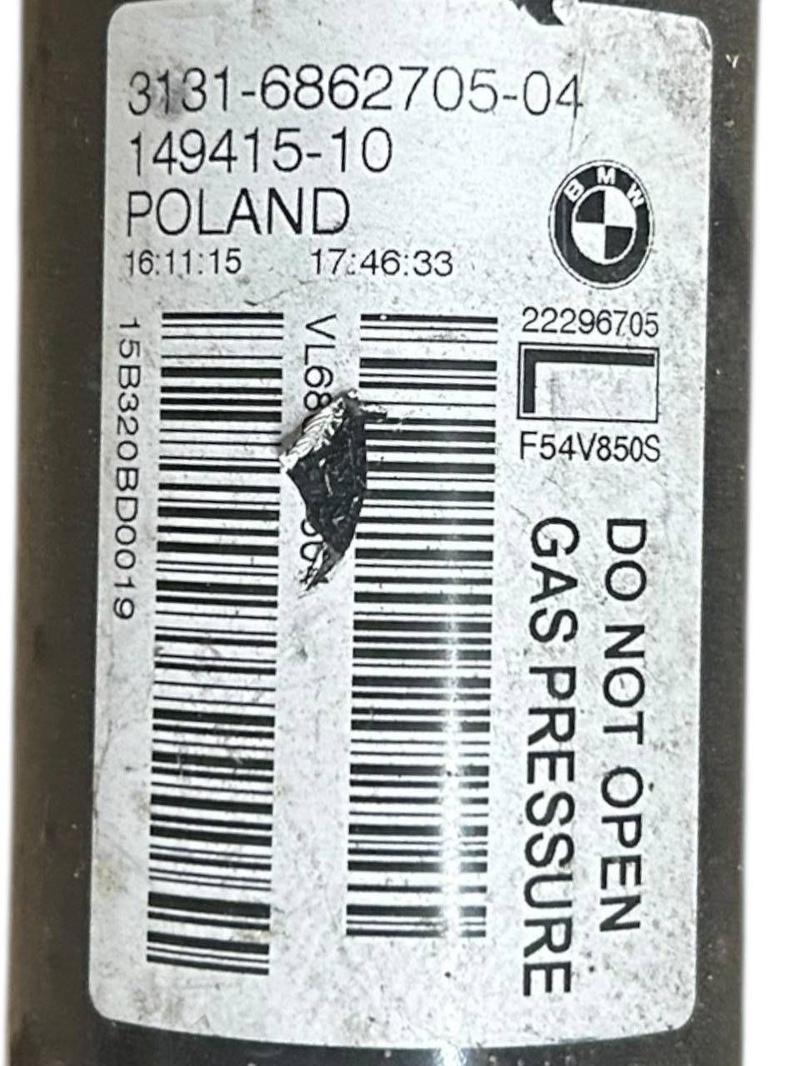 3131-6862705-04
149415-10
POLAND
16:11:15 17:46:33
BMW
22296705
L
F54V850S
15B320BD0019
DO NOT OPEN
GAS PRESSURE